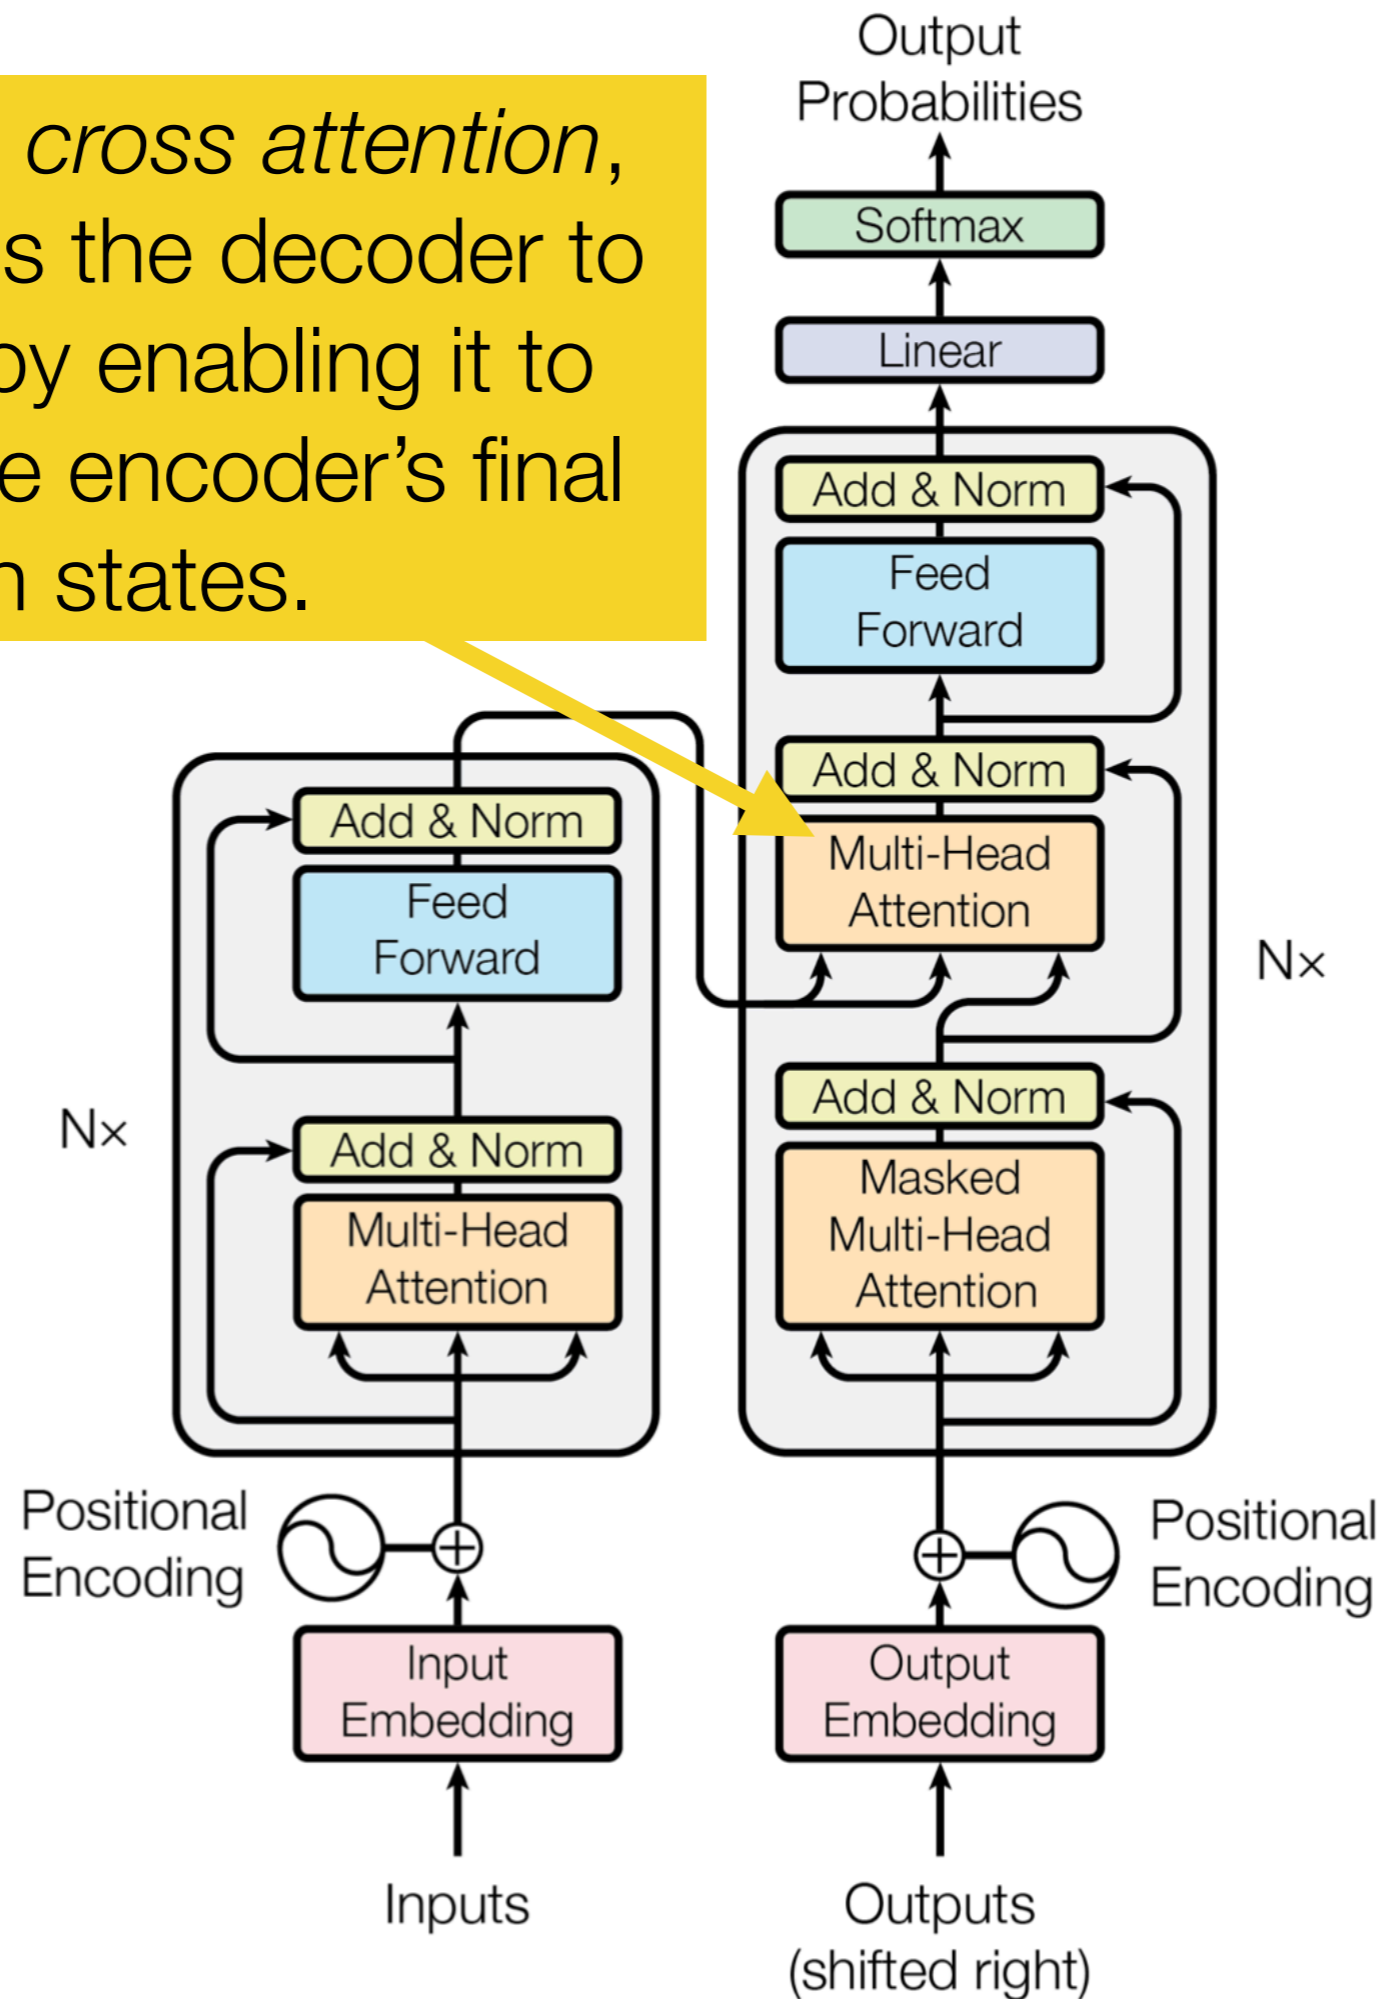 Output
Probabilities
cross attention,
s the decoder to
by enabling it to
e encoder’s final
n states.
Softmax
Linear
Add & Norm
Feed
Forward
Add & Norm
Multi-Head
Attention
Nx
Add & Norm
Masked
Multi-Head
Attention
Add & Norm
Feed
Forward
Nx
Add & Norm
Multi-Head
Attention
Positional
Encoding
Positional
Encoding
Input
Embedding
Output
Embedding
Inputs
Outputs
(shifted right)